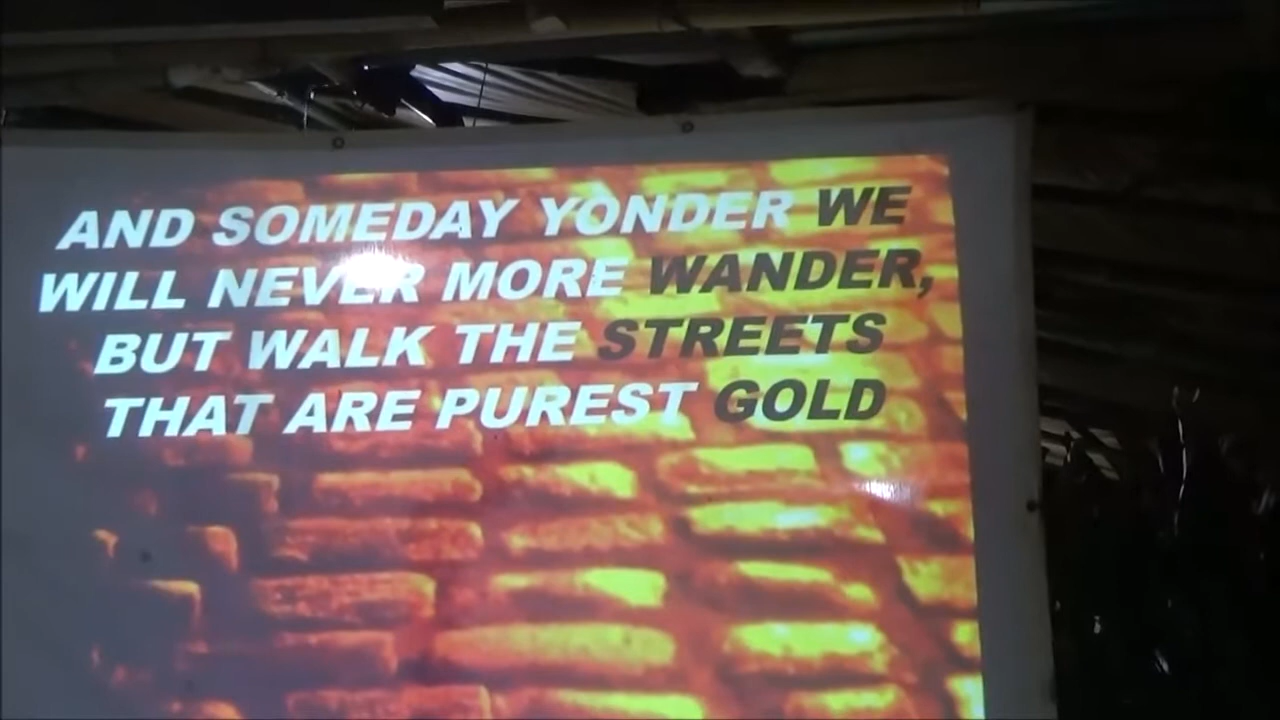 AND SOMEDAY YONDER WE
WILL NEVER MORE WANDER,
BUT WALK THE STREETS
THAT ARE PUREST GOLD